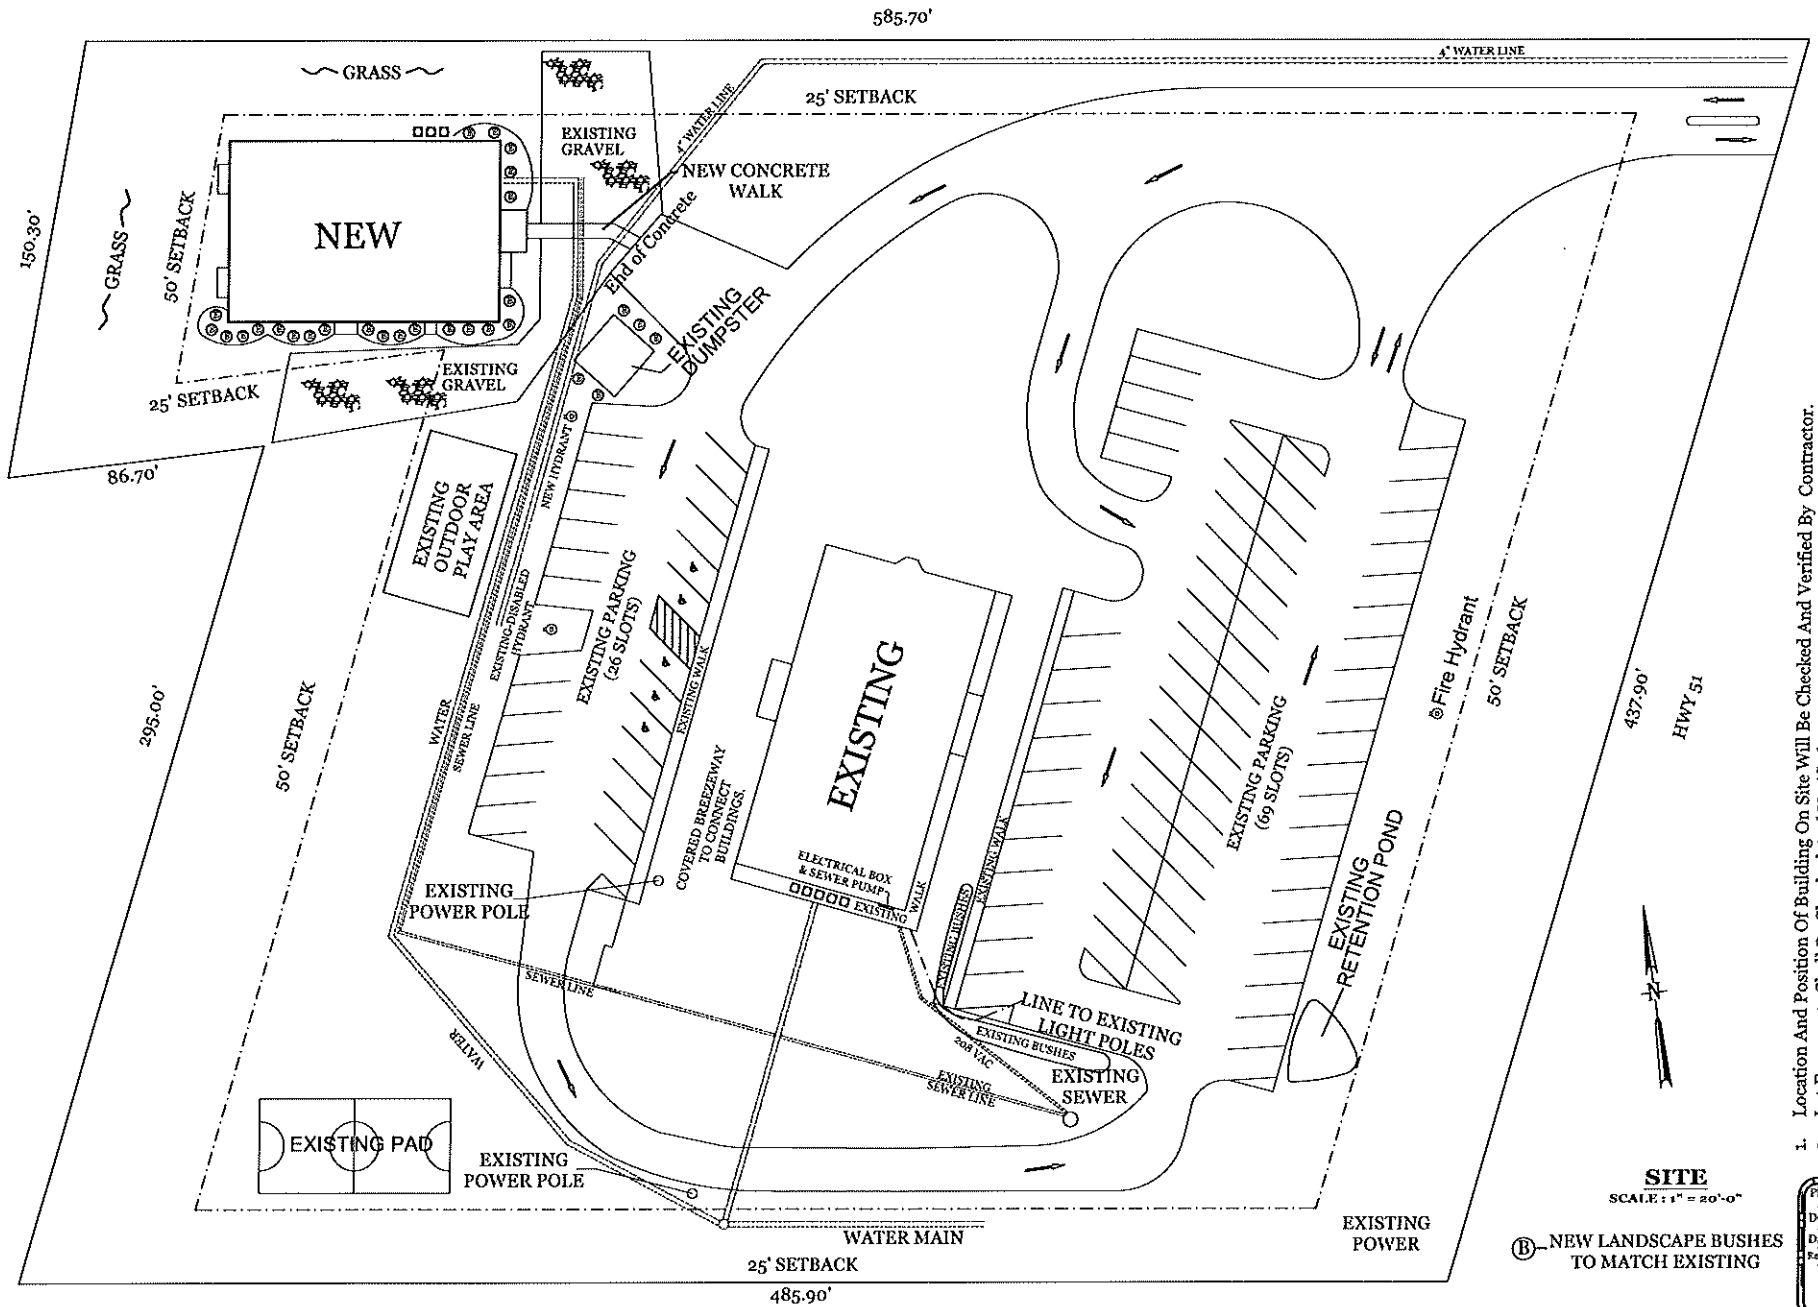 585.70'
4" WATER LINE
GRASS
25' SETBACK
4" WATER LINE
EXISTING
GRAVEL
NEW CONCRETE
WALK
150.30'
GRASS
50' SETBACK
NEW
End of Concrete
EXISTING
DUMPSTER
EXISTING
GRAVEL
25' SETBACK
86.70'
NEW HYDRANT
EXISTING
OUTDOOR
PLAY AREA
EXISTING-DISABLED
HYDRANT
EXISTING PARKING
(26 SLOTS)
EXISTING WALK
295.00'
50' SETBACK
WATER
SEWER LINE
COVERED BREEZEWAY
TO CONNECT
BUILDINGS.
EXISTING
ELECTRICAL BOX
& SEWER PUMP
EXISTING
WALK
EXISTING BUSHES
EXISTING WALK
EXISTING PARKING
(69 SLOTS)
Fire Hydrant
50' SETBACK
437.90'
HWY 51
EXISTING
RETENTION POND
EXISTING
POWER POLE
SEWER LINE
WATER
LINE TO EXISTING
LIGHT POLES
EXISTING BUSHES
208 VAC
EXISTING
SEWER LINE
EXISTING
SEWER
N
EXISTING PAD
EXISTING
POWER POLE
WATER MAIN
25' SETBACK
485.90'
EXISTING
POWER
SITE
SCALE : 1" = 20'-0"
B NEW LANDSCAPE BUSHES
TO MATCH EXISTING
1. Location And Position Of Building On Site Will Be Checked And Verified By Contractor.